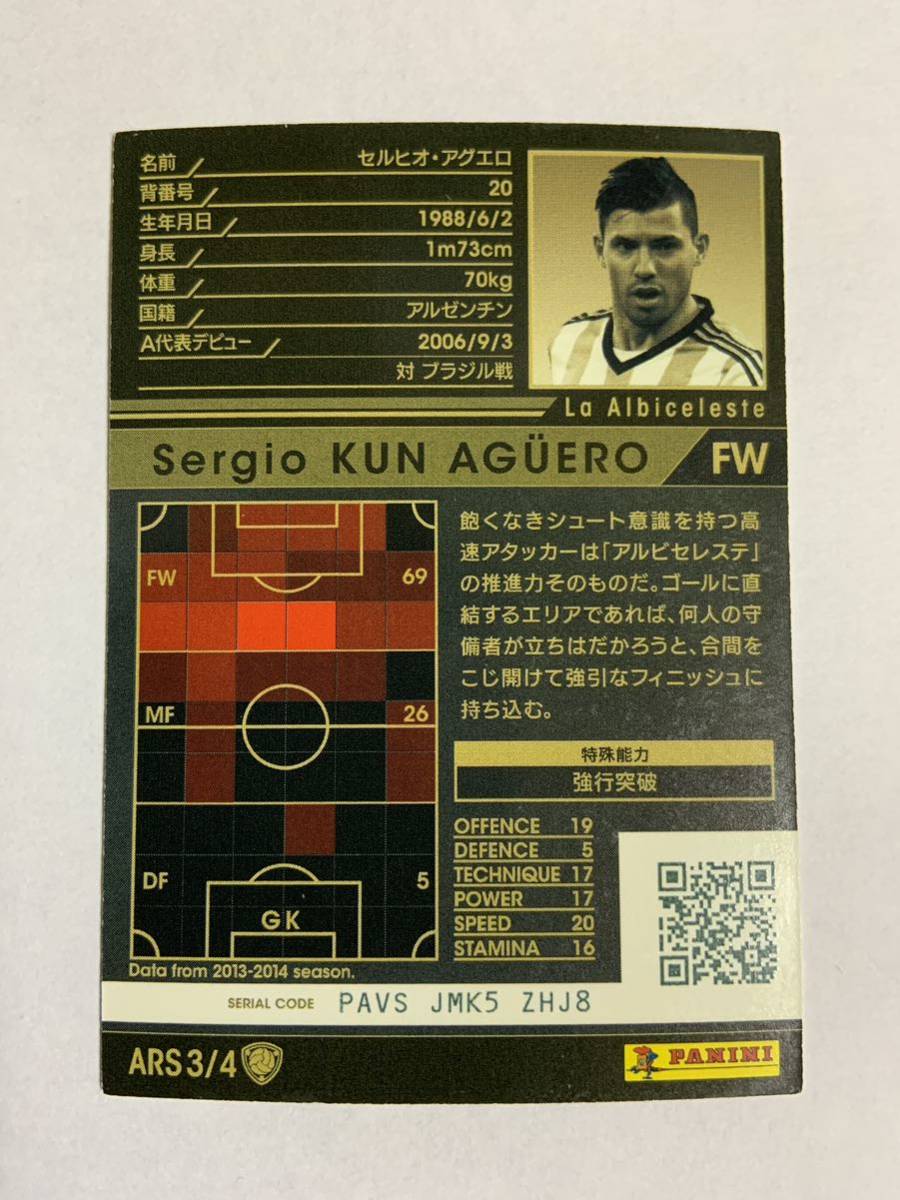 名前 セルヒオ・アグエロ
背番号 20
生年月日 1988/6/2
身長 1m73cm
体重 70kg
国籍 アルゼンチン
A代表デビュー 2006/9/3
対 ブラジル戦
La Albiceleste
Sergio KUN AGÜERO FW
FW 69
MF 26
DF 5
GK
Data from 2013-2014 season.
飽くなきシュート意識を持つ高
速アタッカーは「アルビセレステ」
の推進力そのものだ。ゴールに直
結するエリアであれば、何人の守
備者が立ちはだかろうと、合間を
こじ開けて強引なフィニッシュに
持ち込む。
特殊能力
強行突破
OFFENCE 19
DEFENCE 5
TECHNIQUE 17
POWER 17
SPEED 20
STAMINA 16
SERIAL CODE PAVS JMK5 ZHJ8
ARS 3/4
PANINI